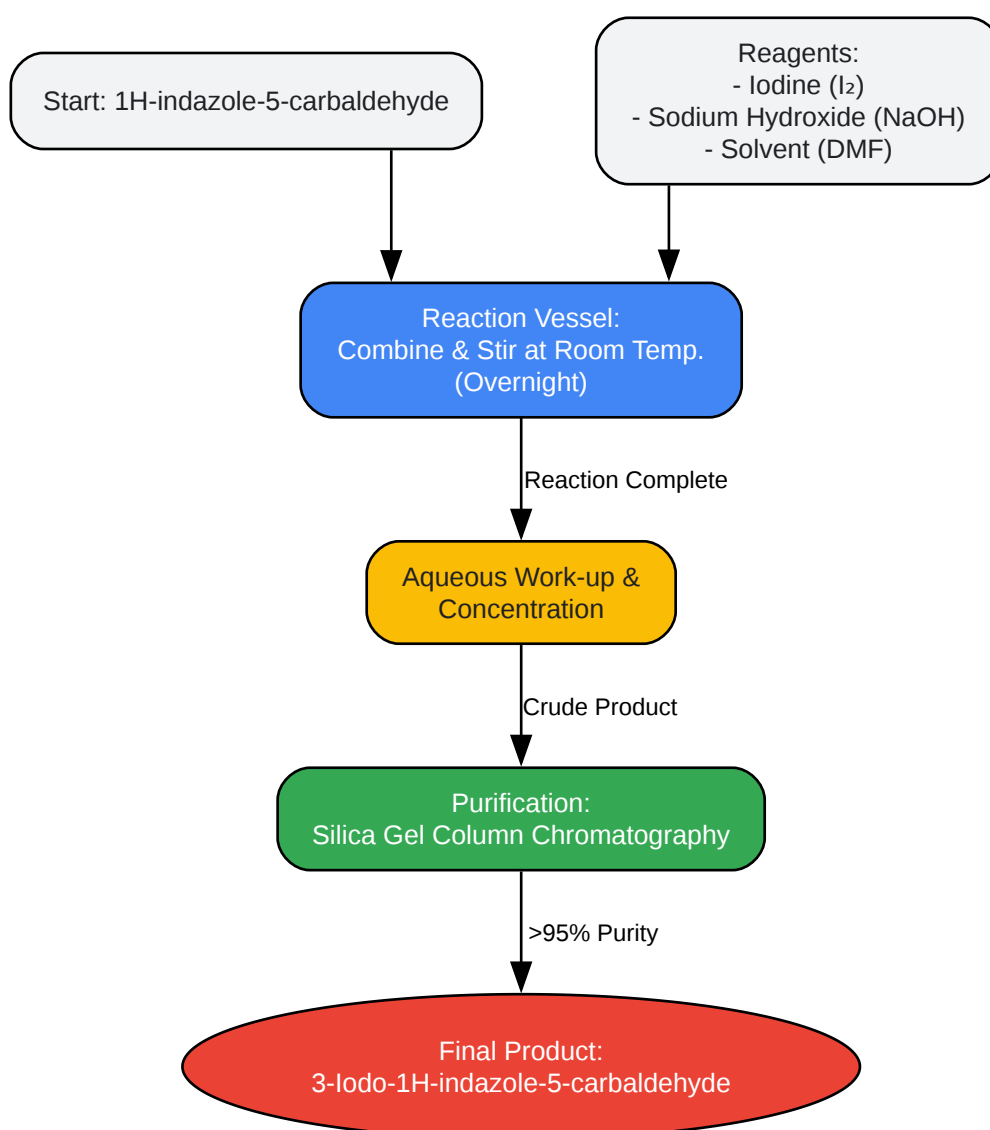 Start: 1H-indazole-5-carbaldehyde
Reagents:
- Iodine (I₂)
- Sodium Hydroxide (NaOH)
- Solvent (DMF)
Reaction Vessel:
Combine & Stir at Room Temp.
(Overnight)
Reaction Complete
Aqueous Work-up &
Concentration
Crude Product
Purification:
Silica Gel Column Chromatography
>95% Purity
Final Product:
3-Iodo-1H-indazole-5-carbaldehyde